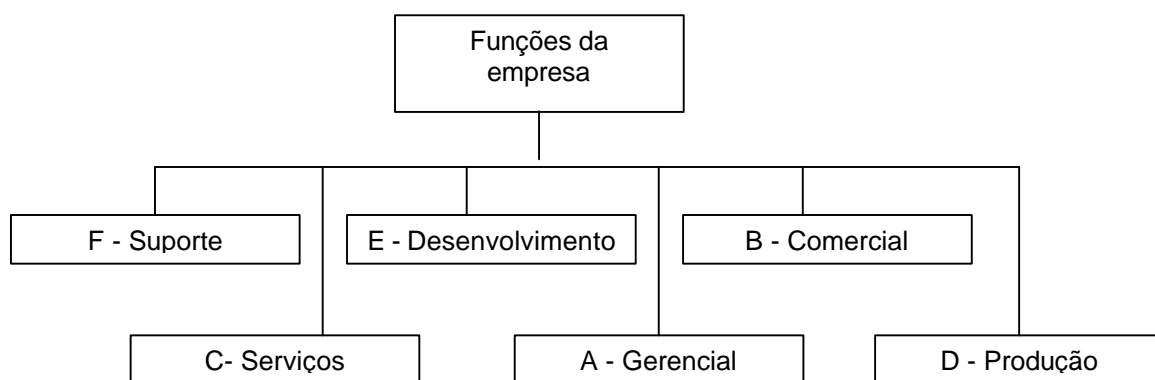 Funções da
empresa
F - Suporte
E - Desenvolvimento
B - Comercial
C- Serviços
A - Gerencial
D - Produção